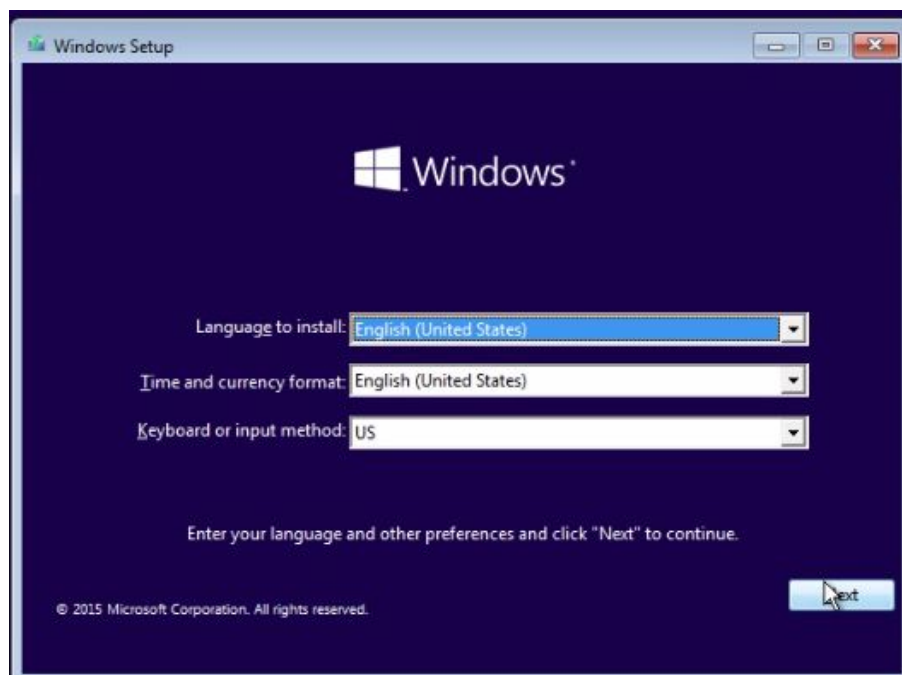 Windows Setup
Windows
Language to install: English (United States)
Time and currency format: English (United States)
Keyboard or input method: US
Enter your language and other preferences and click "Next" to continue.
Next
© 2015 Microsoft Corporation. All rights reserved.